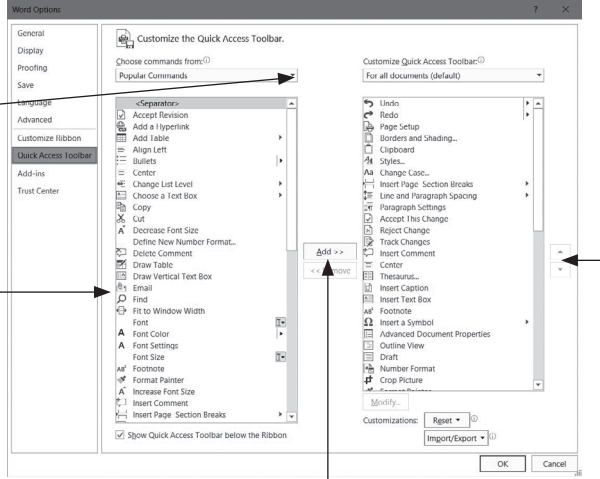 Word Options
?
General
Display
Proofing
Save
Language
Advanced
Customize Ribbon
Quick Access Toolbar
Add-ins
Trust Center
Customize the Quick Access Toolbar.
Choose commands from:
Popular Commands
<Separator>
Accept Revision
Add a Hyperlink
Add Table
Align Left
Bullets
Center
Change List Level
Choose a Text Box
Copy
Cut
Decrease Font Size
Define New Number Format...
Delete Comment
Draw Table
Draw Vertical Text Box
Email
Find
Fit to Window Width
Font
Font Color
Font Settings
Font Size
Footnote
Format Painter
Increase Font Size
Insert Comment
Insert Page Section Breaks
Show Quick Access Toolbar below the Ribbon
Add >>
<< Remove
Customize Quick Access Toolbar:
For all documents (default)
Undo
Redo
Page Setup
Borders and Shading...
Clipboard
Styles...
Change Case...
Insert Page Section Breaks
Line and Paragraph Spacing
Paragraph Settings
Accept This Change
Reject Change
Track Changes
Insert Comment
Center
Thesaurus...
Insert Caption
Insert Text Box
Footnote
Insert a Symbol
Advanced Document Properties
Outline View
Draft
Number Format
Crop Picture
Format Painter
Modify...
Customizations:
Reset
Import/Export
OK
Cancel